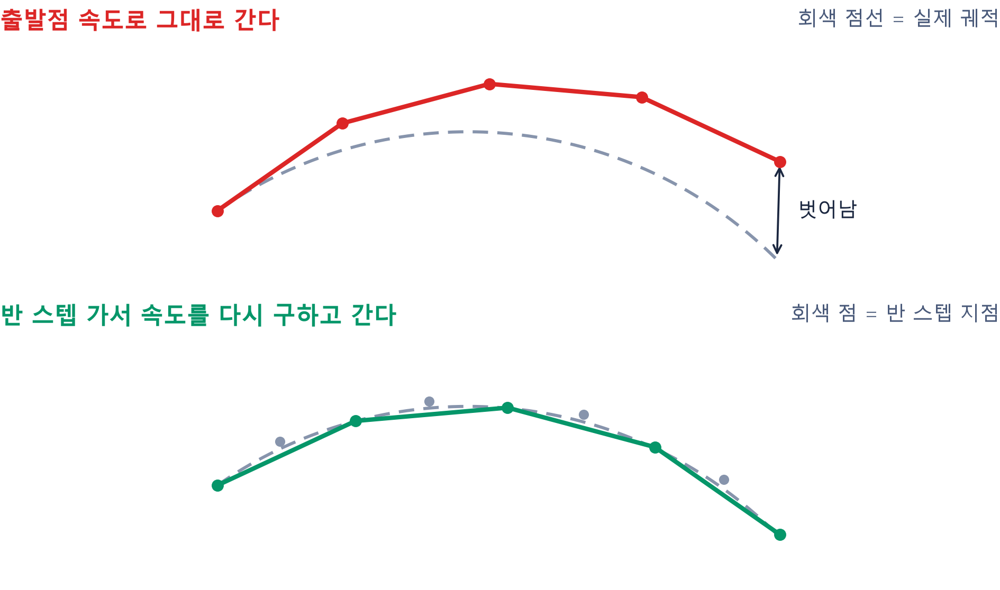 출발점 속도로 그대로 간다
회색 점선 = 실제 궤적
벗어남
반 스텝 가서 속도를 다시 구하고 간다
회색 점 = 반 스텝 지점